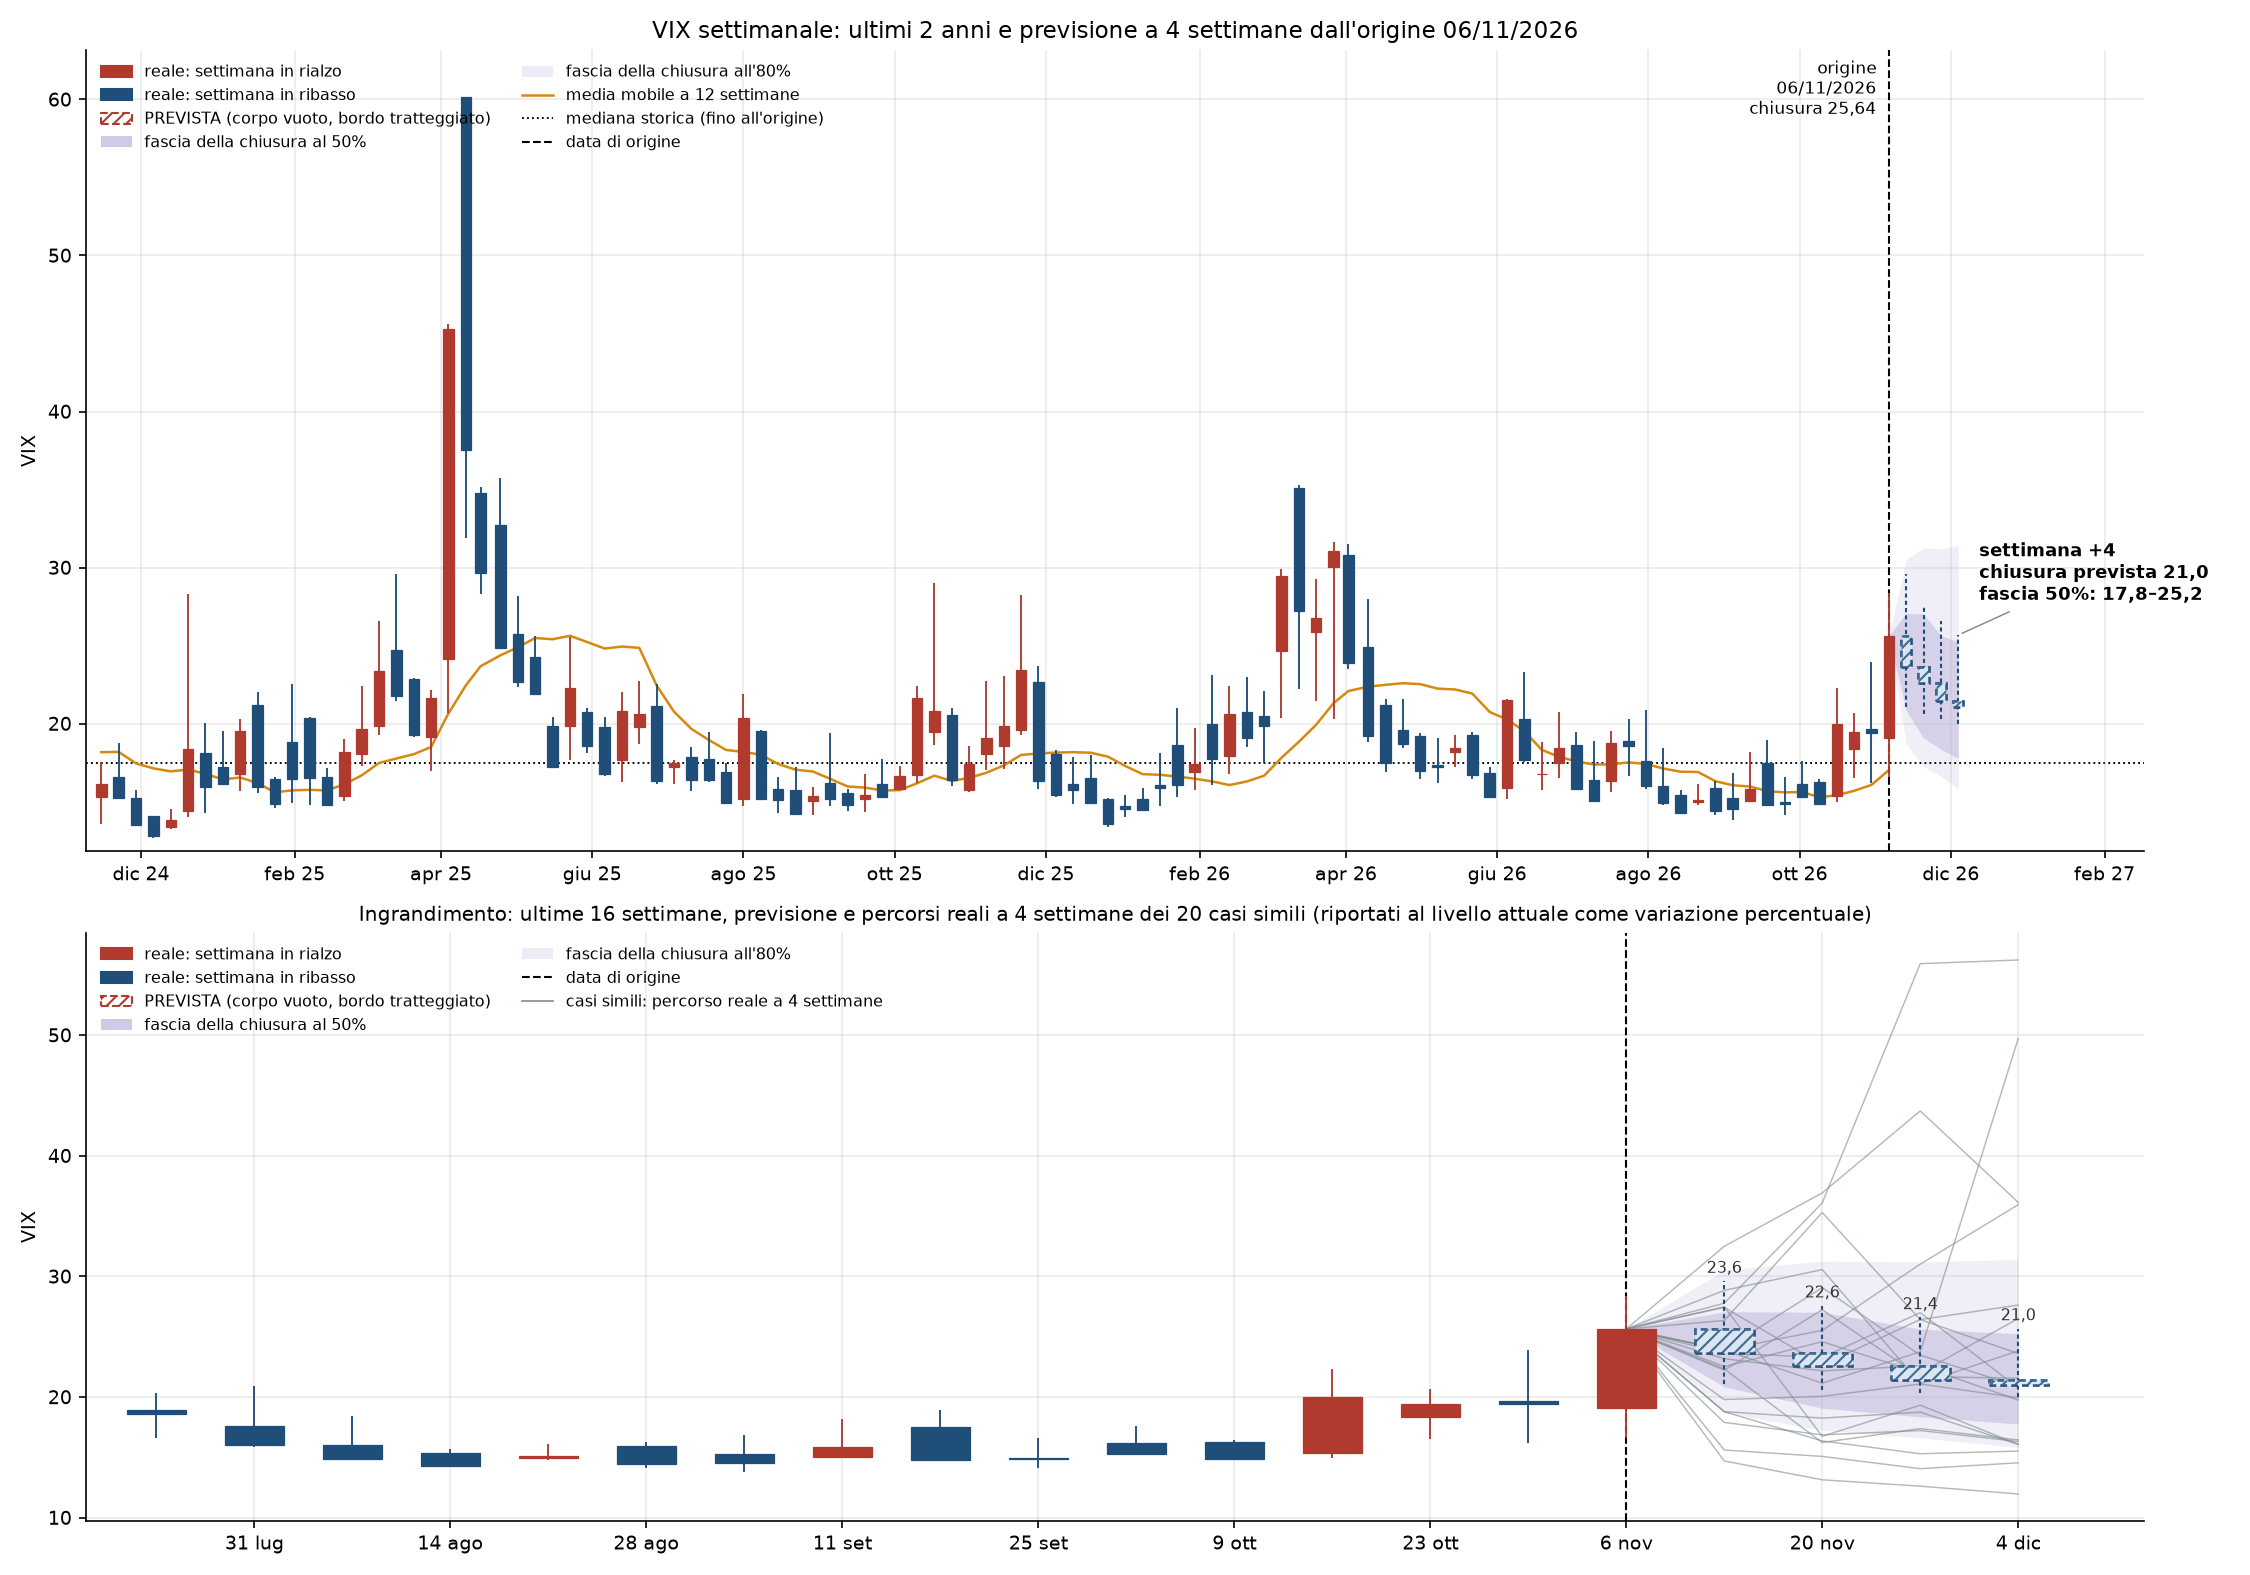 VIX settimanale: ultimi 2 anni e previsione a 4 settimane dall'origine 06/11/2026
reale: settimana in rialzo
reale: settimana in ribasso
PREVISTA (corpo vuoto, bordo tratteggiato)
fascia della chiusura al 50%
fascia della chiusura all'80%
media mobile a 12 settimane
mediana storica (fino all'origine)
data di origine
origine
06/11/2026
chiusura 25,64
settimana +4
chiusura prevista 21,0
fascia 50%: 17,8–25,2
VIX
60
50
40
30
20
dic 24
feb 25
apr 25
giu 25
ago 25
ott 25
dic 25
feb 26
apr 26
giu 26
ago 26
ott 26
dic 26
feb 27
Ingrandimento: ultime 16 settimane, previsione e percorsi reali a 4 settimane dei 20 casi simili (riportati al livello attuale come variazione percentuale)
reale: settimana in rialzo
reale: settimana in ribasso
PREVISTA (corpo vuoto, bordo tratteggiato)
fascia della chiusura al 50%
fascia della chiusura all'80%
data di origine
casi simili: percorso reale a 4 settimane
23,6
22,6
21,4
21,0
VIX
50
40
30
20
10
31 lug
14 ago
28 ago
11 set
25 set
9 ott
23 ott
6 nov
20 nov
4 dic